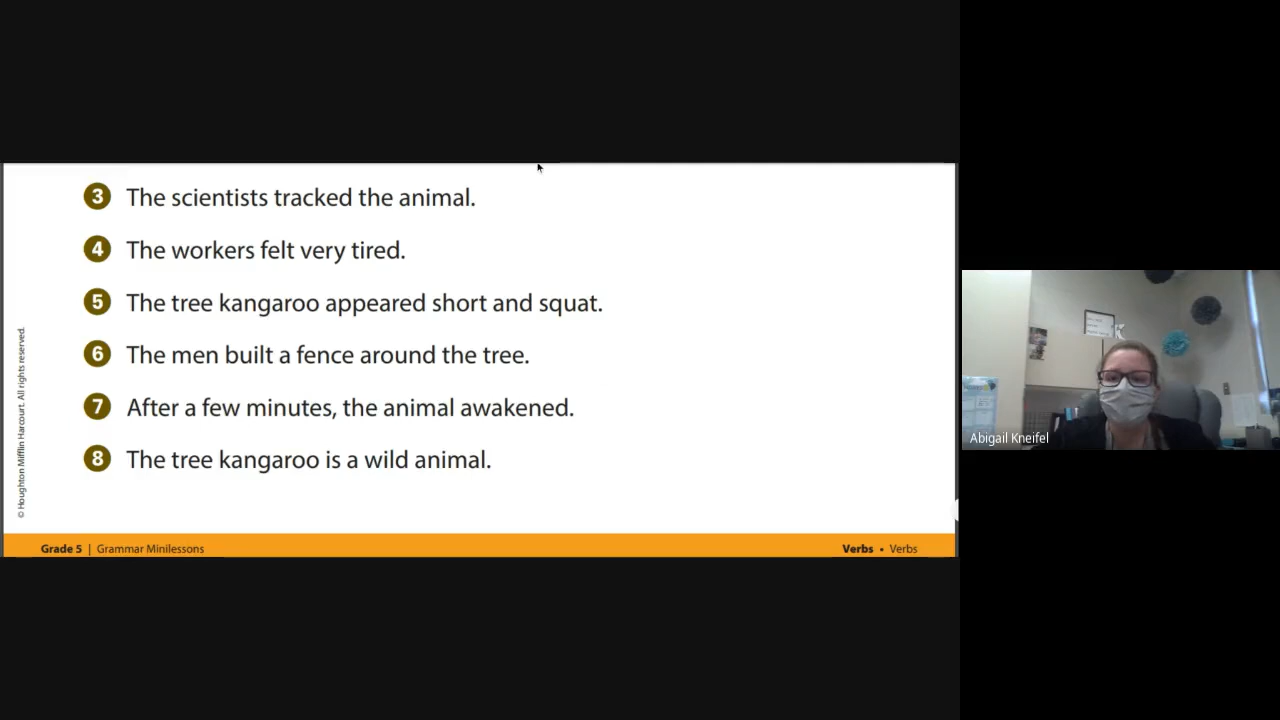 3 The scientists tracked the animal.
4 The workers felt very tired.
5 The tree kangaroo appeared short and squat.
6 The men built a fence around the tree.
7 After a few minutes, the animal awakened.
8 The tree kangaroo is a wild animal.
© Houghton Mifflin Harcourt. All rights reserved.
Grade 5 | Grammar Minilessons
Verbs • Verbs
Abigail Kneifel